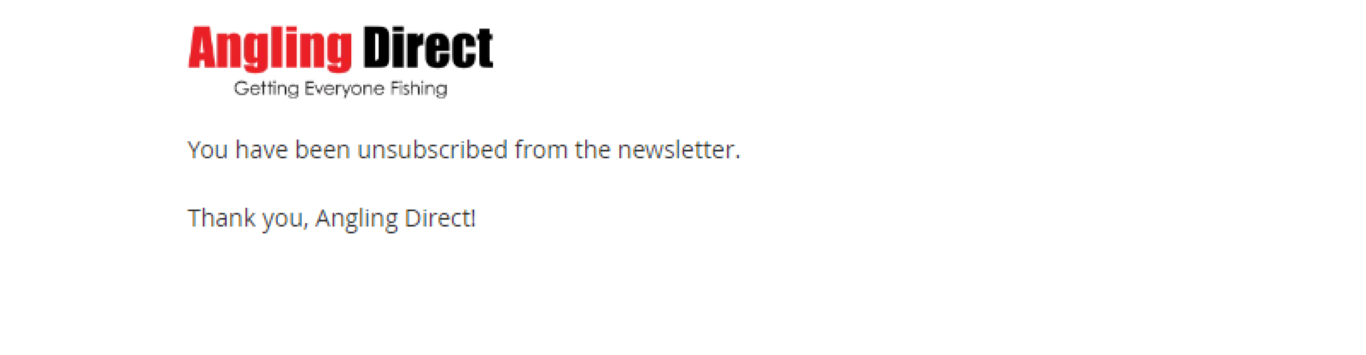 Angling Direct
Getting Everyone Fishing
You have been unsubscribed from the newsletter.
Thank you, Angling Direct!